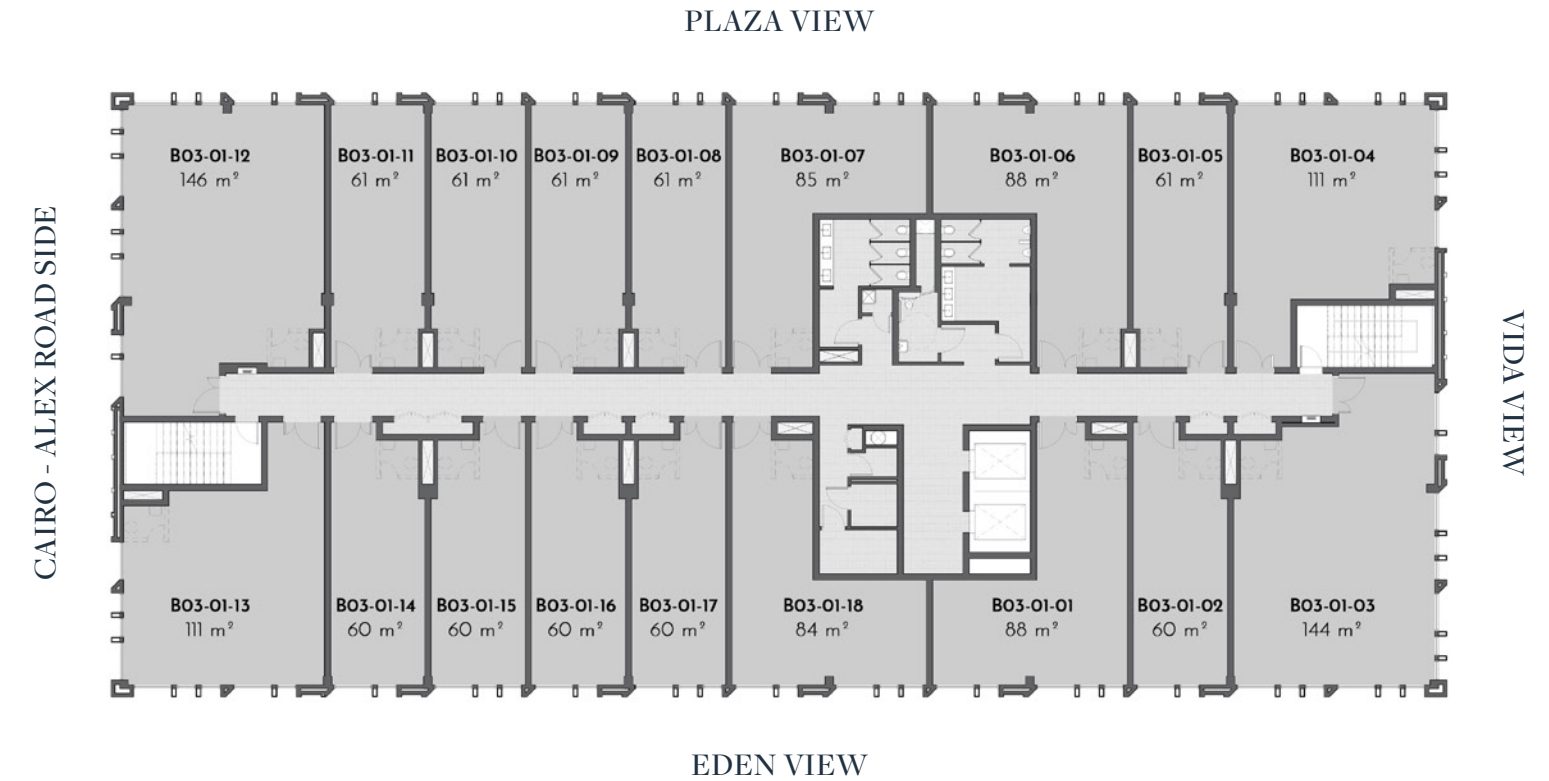 PLAZA VIEW
B03-01-12
146 m²
B03-01-11
61 m²
B03-01-10
61 m²
B03-01-09
61 m²
B03-01-08
61 m²
B03-01-07
85 m²
B03-01-06
88 m²
B03-01-05
61 m²
B03-01-04
111 m²
CAIRO - ALEX ROAD SIDE
VIDA VIEW
B03-01-13
111 m²
B03-01-14
60 m²
B03-01-15
60 m²
B03-01-16
60 m²
B03-01-17
60 m²
B03-01-18
84 m²
B03-01-01
88 m²
B03-01-02
60 m²
B03-01-03
144 m²
EDEN VIEW